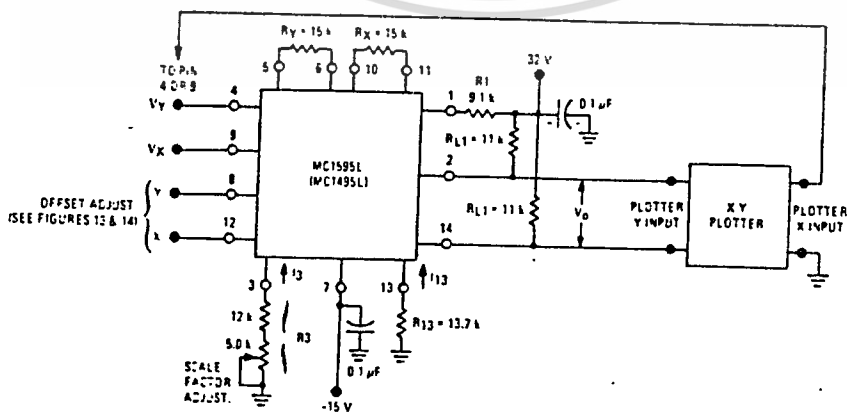 RY = 15 k
RX = 15 k
TO PIN
4 OR 9
5
6
10
11
32 V
VY
4
1
R1
9.1 k
0.1 µF
VX
9
MC1595L
(MC1495L)
RL1 = 11 k
2
OFFSET ADJUST
(SEE FIGURES 13 & 14)
Y
8
X
12
RL1 = 11 k
Vo
14
PLOTTER
Y INPUT
X Y
PLOTTER
PLOTTER
X INPUT
3
I3
7
13
I13
12 k
R3
5.0 k
R13 = 13.7 k
SCALE
FACTOR
ADJUST.
0.1 µF
-15 V